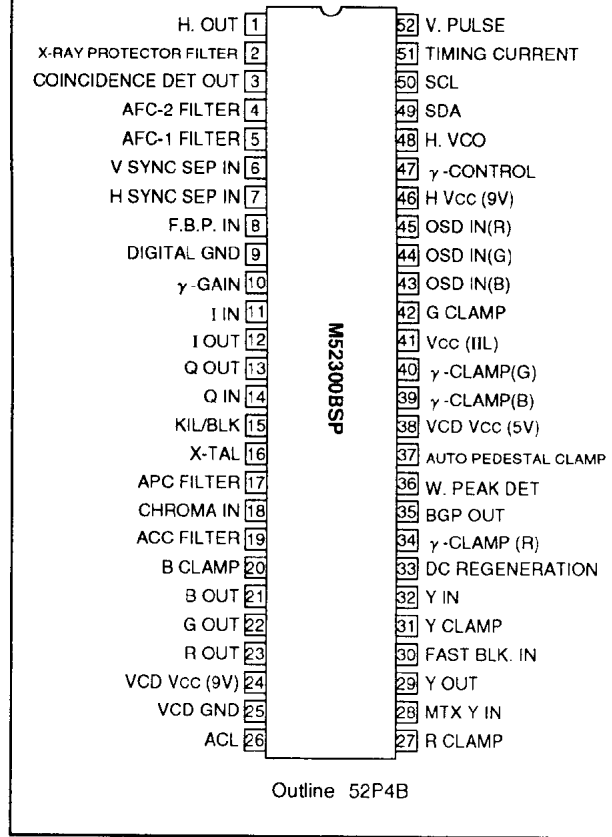 H. OUT 1
X-RAY PROTECTOR FILTER 2
COINCIDENCE DET OUT 3
AFC-2 FILTER 4
AFC-1 FILTER 5
V SYNC SEP IN 6
H SYNC SEP IN 7
F.B.P. IN 8
DIGITAL GND 9
γ-GAIN 10
I IN 11
I OUT 12
Q OUT 13
Q IN 14
KIL/BLK 15
X-TAL 16
APC FILTER 17
CHROMA IN 18
ACC FILTER 19
B CLAMP 20
B OUT 21
G OUT 22
R OUT 23
VCD Vcc (9V) 24
VCD GND 25
ACL 26
M52300BSP
52 V. PULSE
51 TIMING CURRENT
50 SCL
49 SDA
48 H. VCO
47 γ-CONTROL
46 H Vcc (9V)
45 OSD IN(R)
44 OSD IN(G)
43 OSD IN(B)
42 G CLAMP
41 Vcc (IIL)
40 γ-CLAMP(G)
39 γ-CLAMP(B)
38 VCD Vcc (5V)
37 AUTO PEDESTAL CLAMP
36 W. PEAK DET
35 BGP OUT
34 γ-CLAMP (R)
33 DC REGENERATION
32 Y IN
31 Y CLAMP
30 FAST BLK. IN
29 Y OUT
28 MTX Y IN
27 R CLAMP
Outline 52P4B